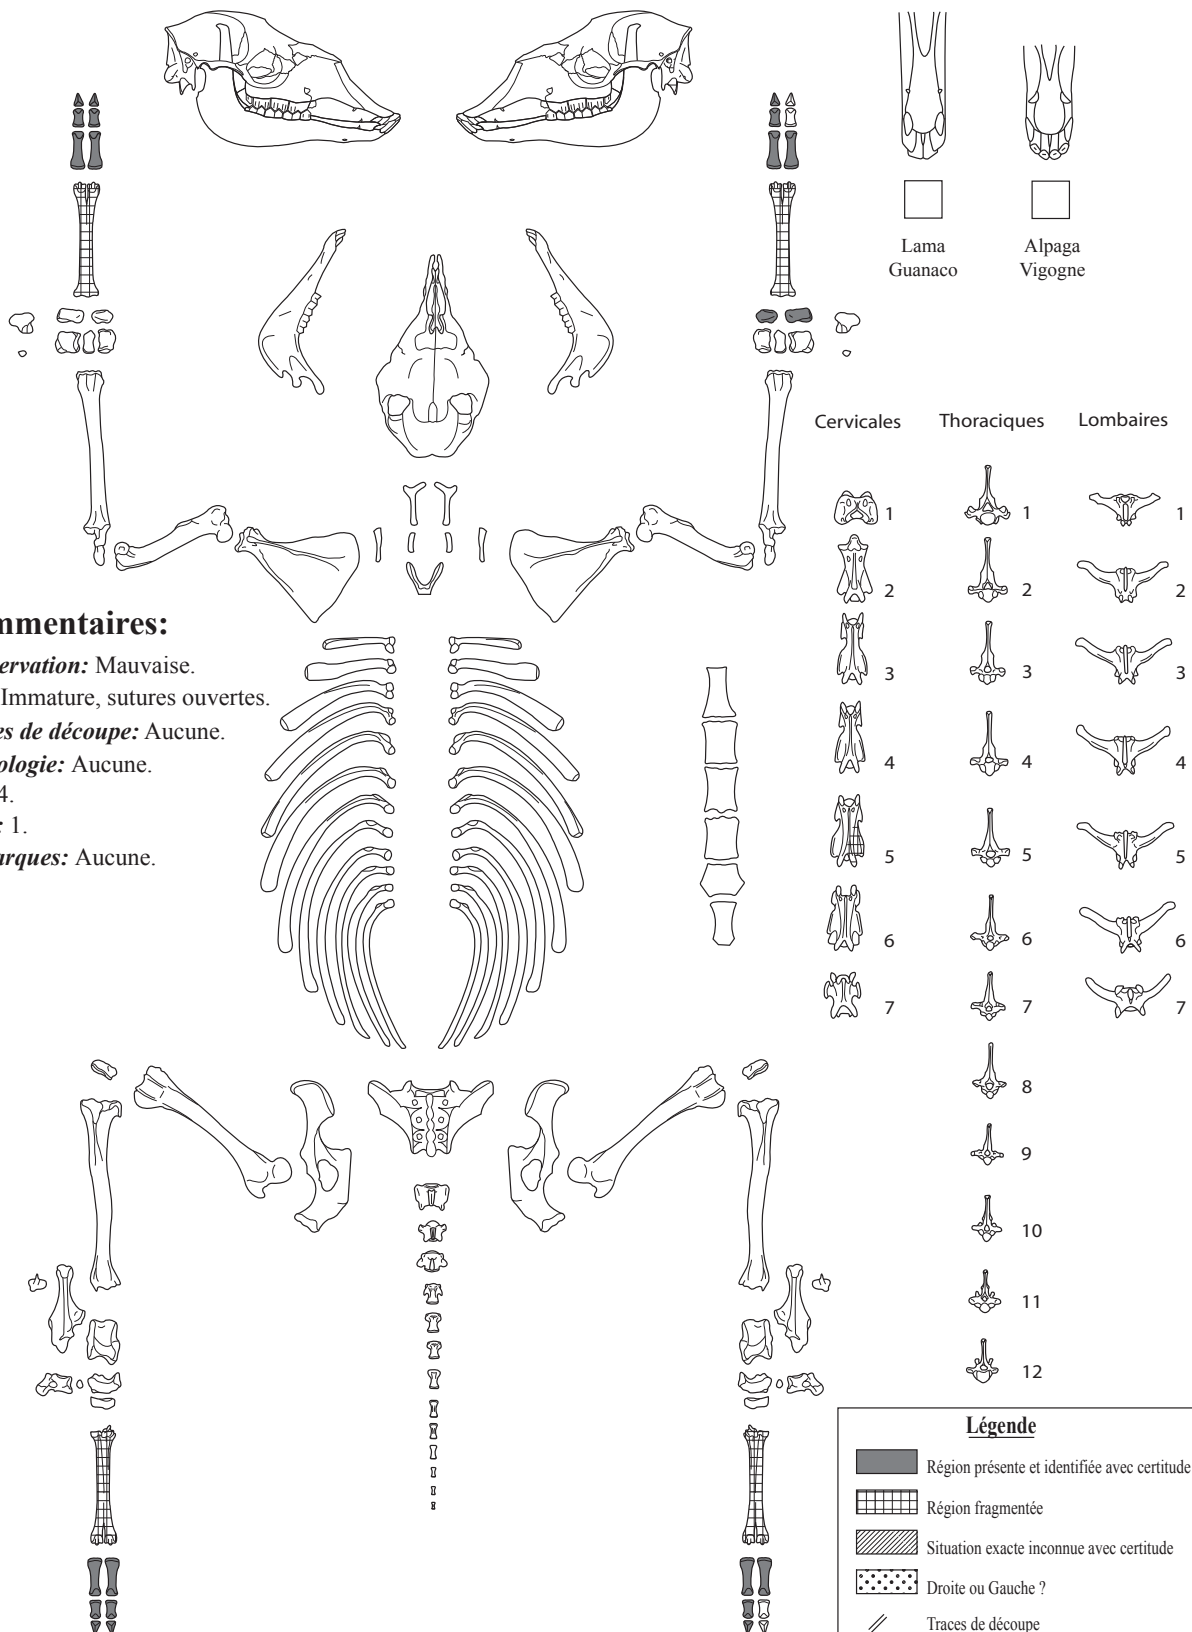 Lama
Guanaco
Alpaga
Vigogne
Cervicales Thoraciques Lombaires
1 1 1
2 2 2
3 3 3
4 4 4
5 5 5
6 6 6
7 7 7
8
9
10
11
12
mmentaires:
ervation: Mauvaise.
Immature, sutures ouvertes.
es de découpe: Aucune.
ologie: Aucune.
4.
: 1.
arques: Aucune.
Légende
Région présente et identifiée avec certitude
Région fragmentée
Situation exacte inconnue avec certitude
Droite ou Gauche ?
Traces de découpe